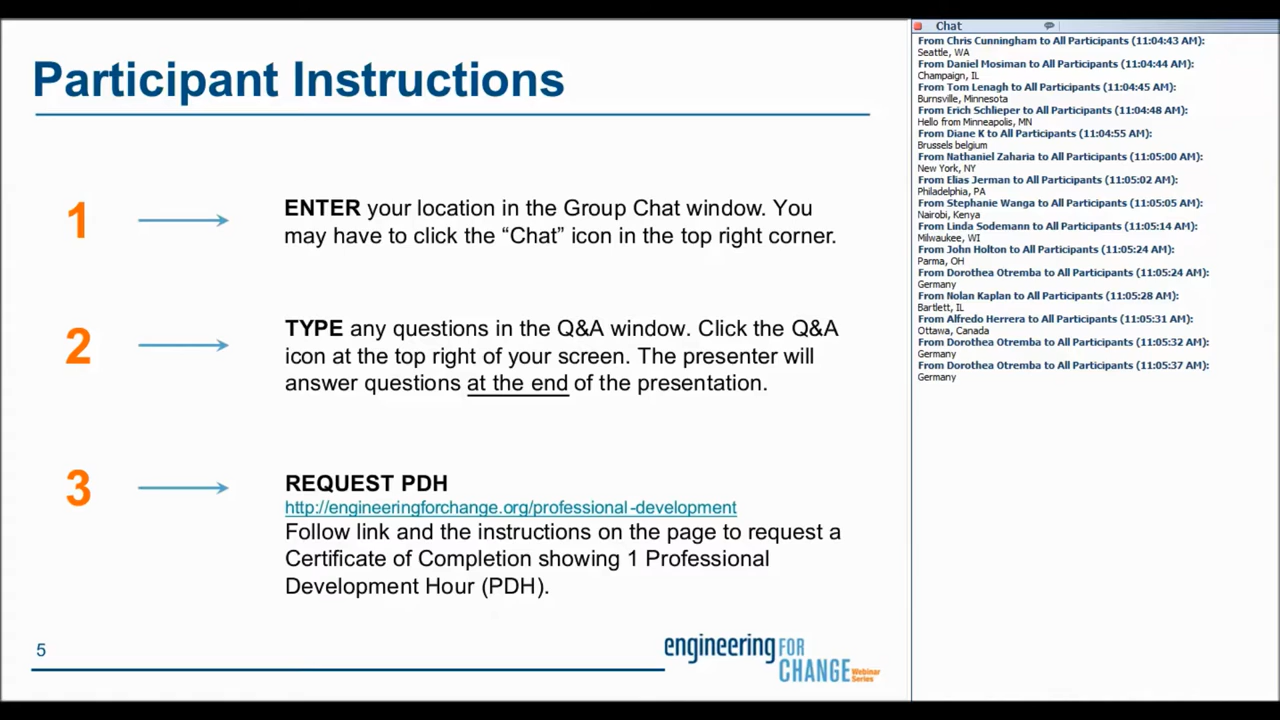 Participant Instructions
1
ENTER your location in the Group Chat window. You
may have to click the “Chat” icon in the top right corner.
2
TYPE any questions in the Q&A window. Click the Q&A
icon at the top right of your screen. The presenter will
answer questions at the end of the presentation.
3
REQUEST PDH
http://engineeringforchange.org/professional-development
Follow link and the instructions on the page to request a
Certificate of Completion showing 1 Professional
Development Hour (PDH).
5
engineering FOR
CHANGE Webinar
Series
Chat
From Chris Cunningham to All Participants (11:04:43 AM):
Seattle, WA
From Daniel Mosiman to All Participants (11:04:44 AM):
Champaign, IL
From Tom Lenagh to All Participants (11:04:45 AM):
Burnsville, Minnesota
From Erich Schlieper to All Participants (11:04:48 AM):
Hello from Minneapolis, MN
From Diane K to All Participants (11:04:55 AM):
Brussels belgium
From Nathaniel Zaharia to All Participants (11:05:00 AM):
New York, NY
From Elias Jerman to All Participants (11:05:02 AM):
Philadelphia, PA
From Stephanie Wanga to All Participants (11:05:05 AM):
Nairobi, Kenya
From Linda Sodemann to All Participants (11:05:14 AM):
Milwaukee, WI
From John Holton to All Participants (11:05:24 AM):
Parma, OH
From Dorothea Otremba to All Participants (11:05:24 AM):
Germany
From Nolan Kaplan to All Participants (11:05:28 AM):
Bartlett, IL
From Alfredo Herrera to All Participants (11:05:31 AM):
Ottawa, Canada
From Dorothea Otremba to All Participants (11:05:32 AM):
Germany
From Dorothea Otremba to All Participants (11:05:37 AM):
Germany